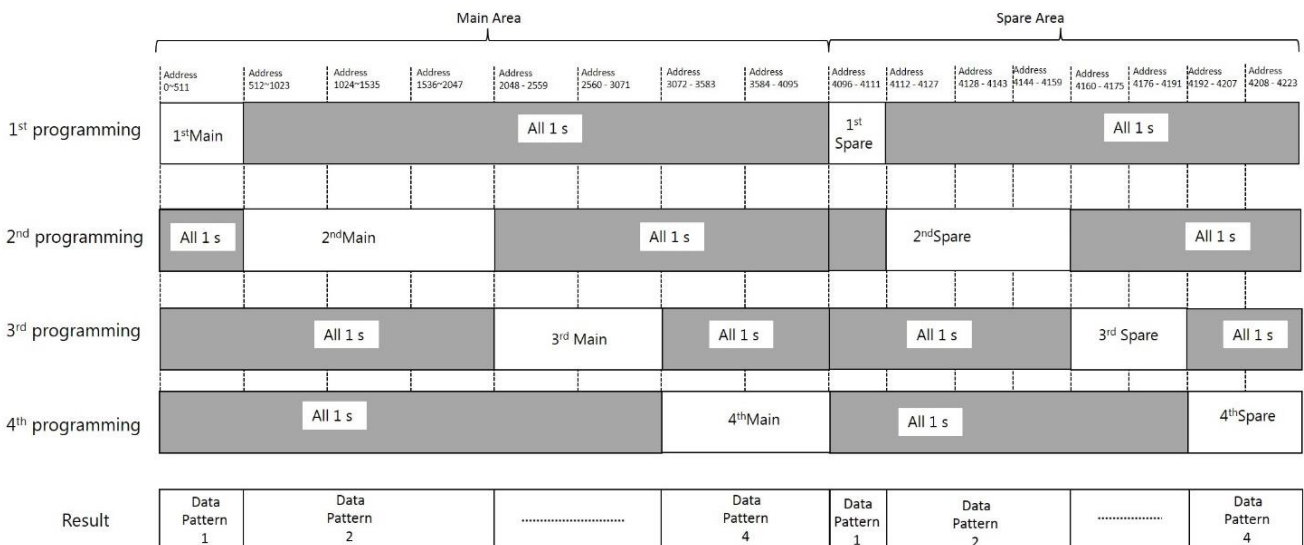 Main Area
Spare Area
Address
0~511
Address
512~1023
Address
1024~1535
Address
1536~2047
Address
2048 - 2559
Address
2560 - 3071
Address
3072 - 3583
Address
3584 - 4095
Address
4096 - 4111
Address
4112 - 4127
Address
4128 - 4143
Address
4144 - 4159
Address
4160 - 4175
Address
4176 - 4191
Address
4192 - 4207
Address
4208 - 4223
1st programming
1stMain
All 1 s
1st
Spare
All 1 s
2nd programming
All 1 s
2ndMain
All 1 s
2ndSpare
All 1 s
3rd programming
All 1 s
3rd Main
All 1 s
All 1 s
3rd Spare
All 1 s
4th programming
All 1 s
4thMain
All 1 s
4thSpare
Result
Data
Pattern
1
Data
Pattern
2
.......................
Data
Pattern
4
Data
Pattern
1
Data
Pattern
2
................
Data
Pattern
4